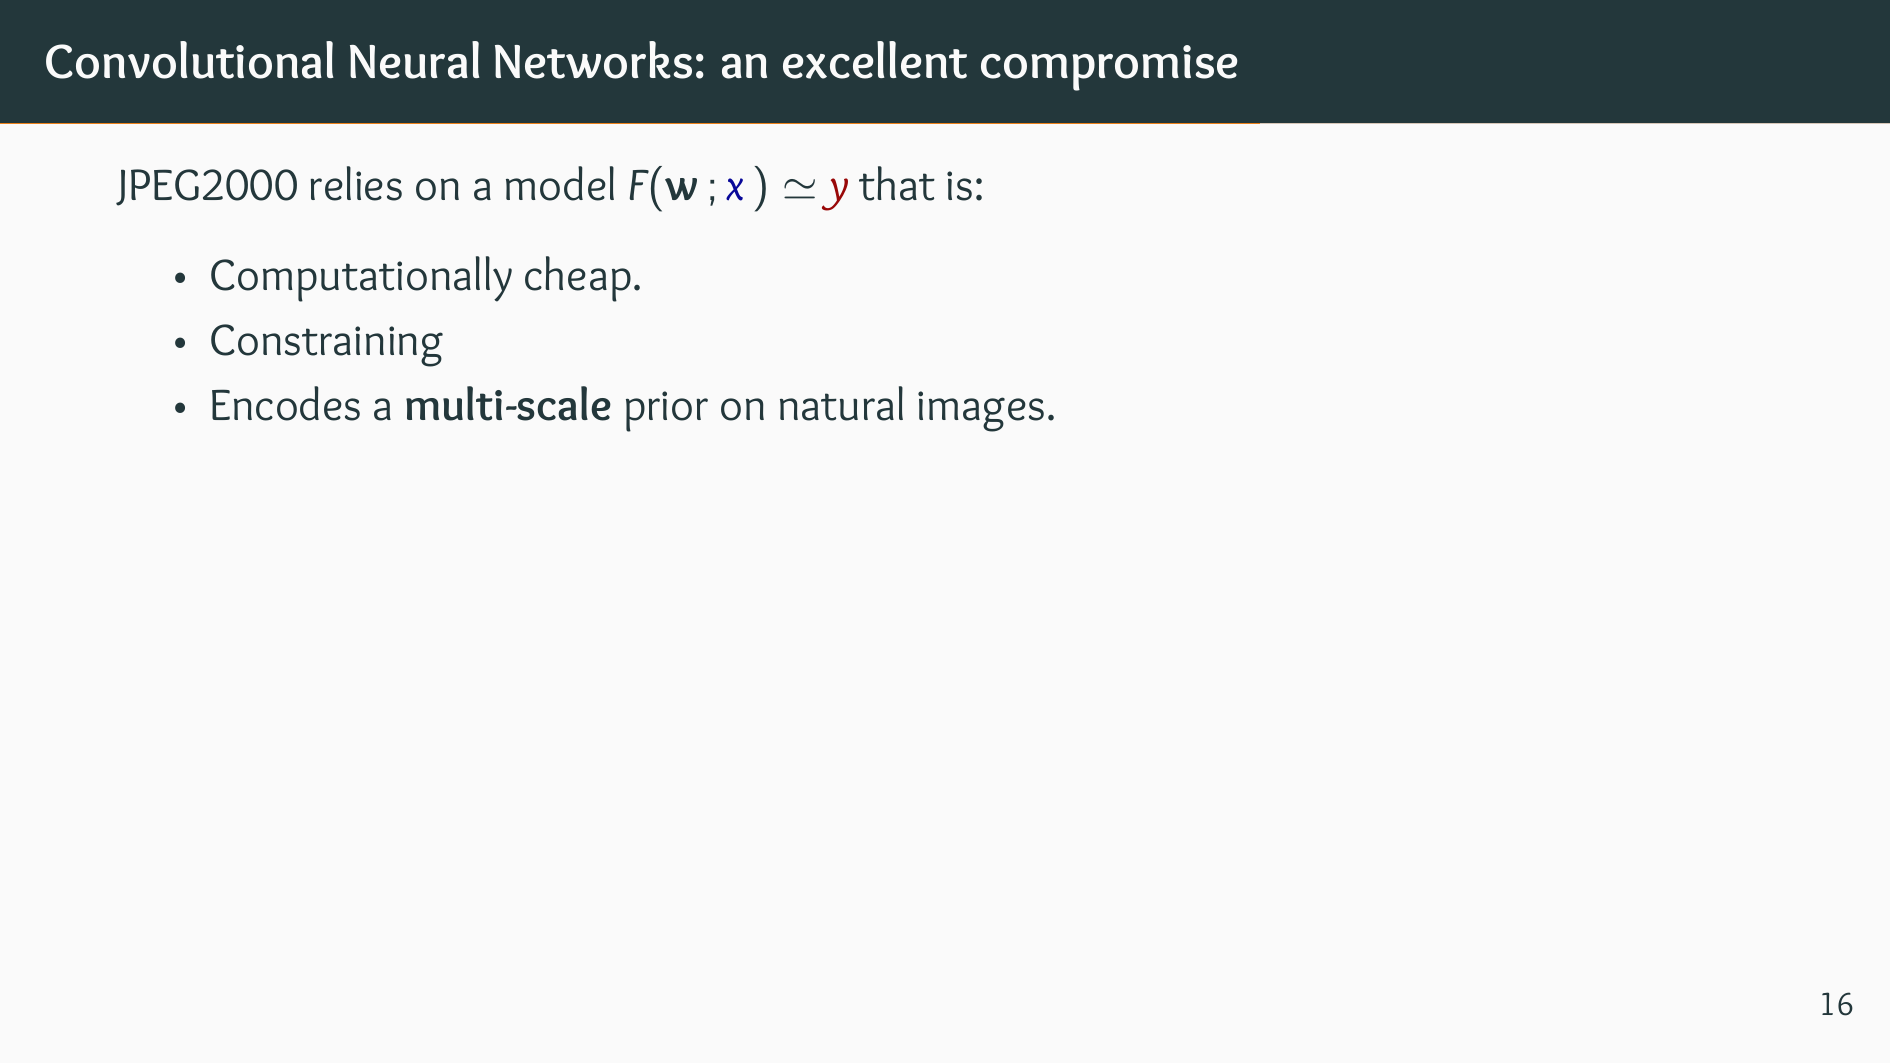 Convolutional Neural Networks: an excellent compromise
JPEG2000 relies on a model F(w ; x ) ≃ y that is:
• Computationally cheap.
• Constraining
• Encodes a multi-scale prior on natural images.
16